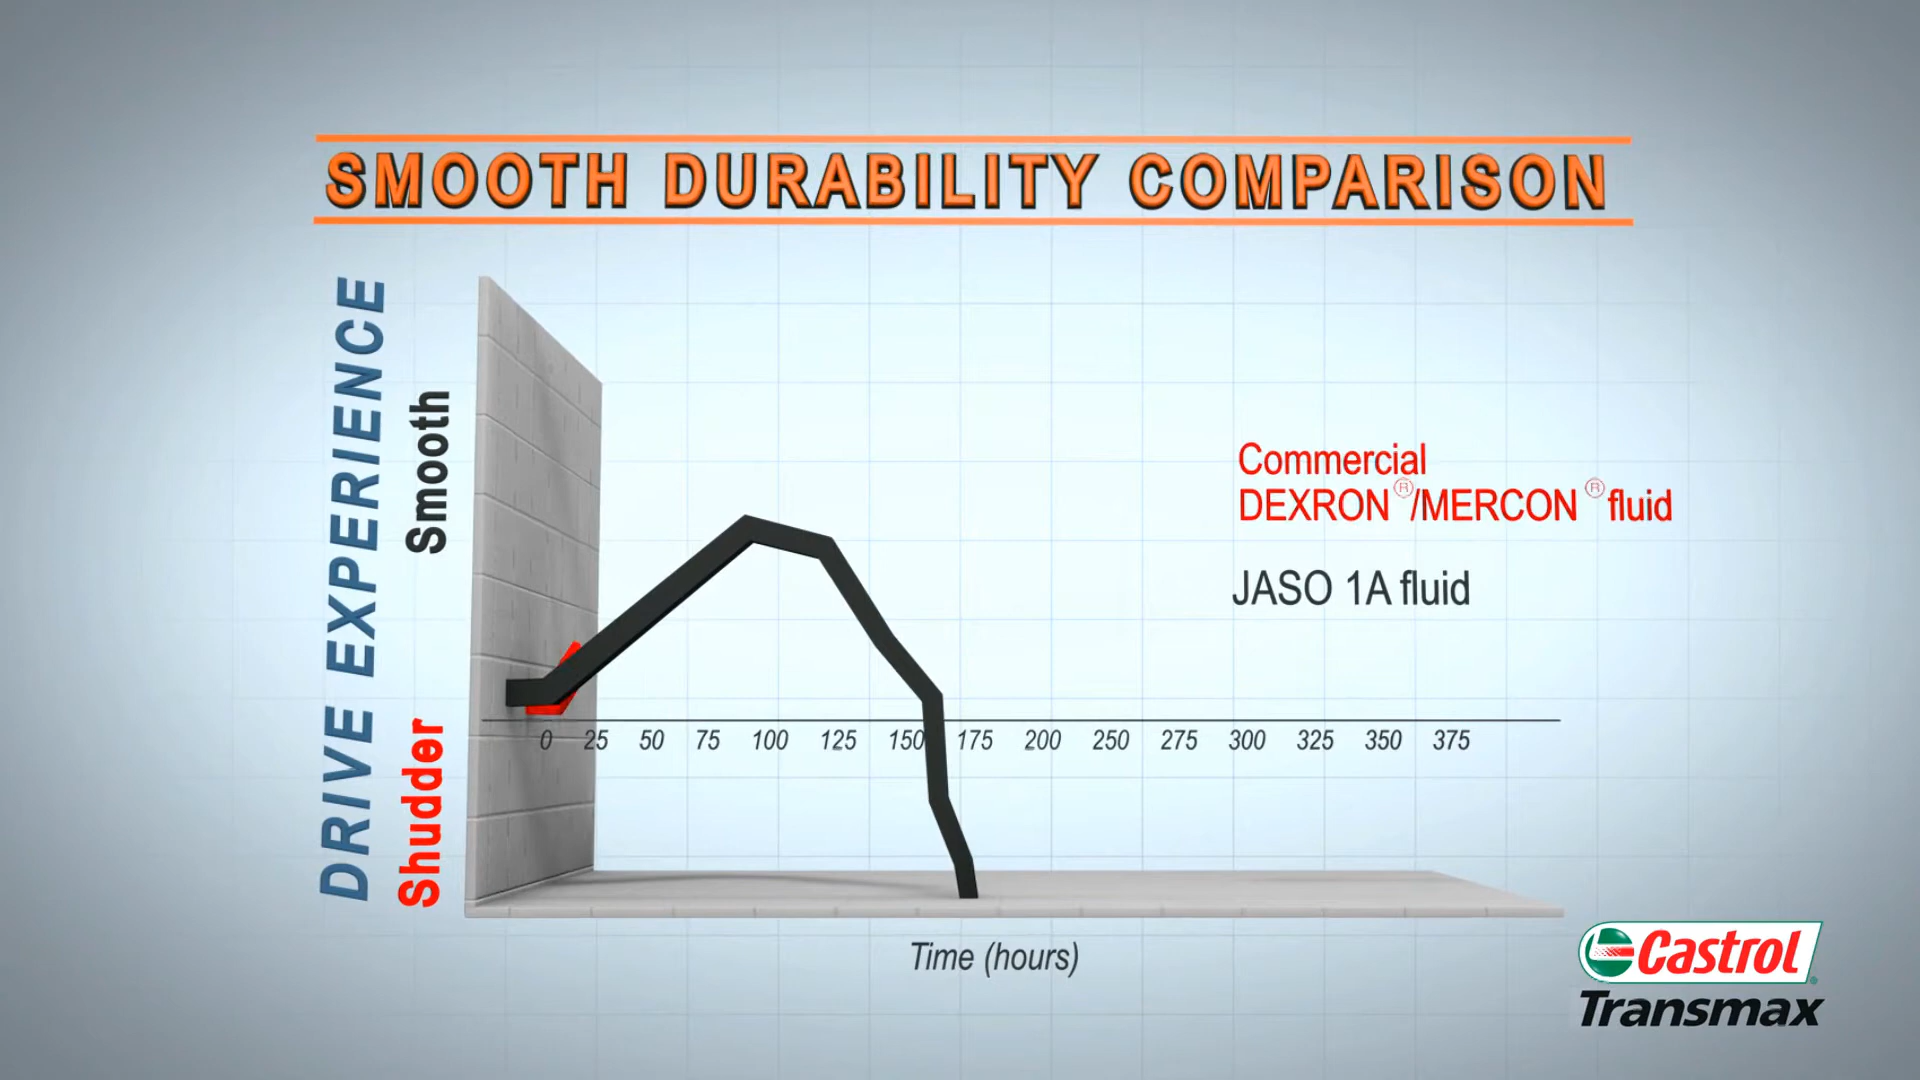 SMOOTH DURABILITY COMPARISON
DRIVE EXPERIENCE
Smooth
Shudder
Commercial
DEXRON®/MERCON® fluid
JASO 1A fluid
0 25 50 75 100 125 150 175 200 250 275 300 325 350 375
Time (hours)
Castrol
Transmax